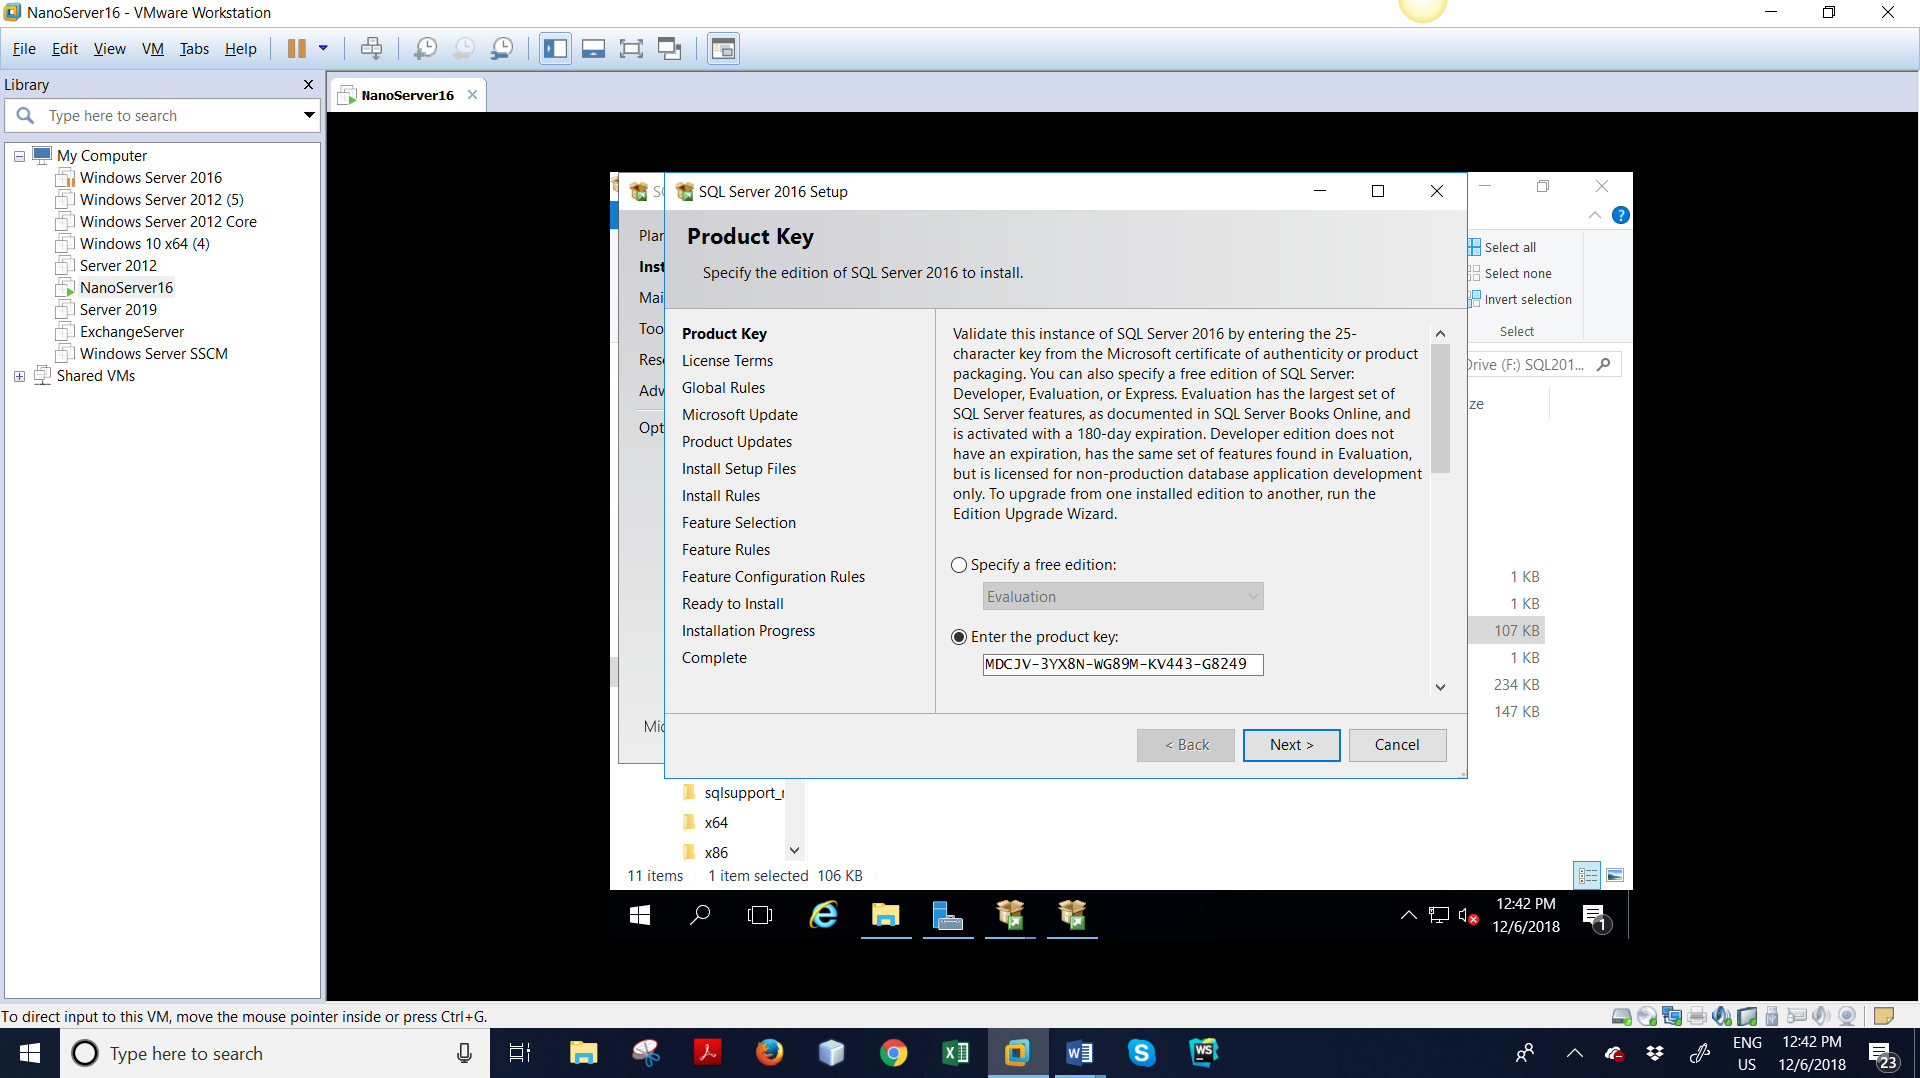 NanoServer16 - VMware Workstation
File Edit View VM Tabs Help
Library
Type here to search
My Computer
Windows Server 2016
Windows Server 2012 (5)
Windows Server 2012 Core
Windows 10 x64 (4)
Server 2012
NanoServer16
Server 2019
ExchangeServer
Windows Server SSCM
Shared VMs
NanoServer16
SQL Server 2016 Setup
Product Key
Specify the edition of SQL Server 2016 to install.
Product Key
License Terms
Global Rules
Microsoft Update
Product Updates
Install Setup Files
Install Rules
Feature Selection
Feature Rules
Feature Configuration Rules
Ready to Install
Installation Progress
Complete
Validate this instance of SQL Server 2016 by entering the 25-
character key from the Microsoft certificate of authenticity or product
packaging. You can also specify a free edition of SQL Server:
Developer, Evaluation, or Express. Evaluation has the largest set of
SQL Server features, as documented in SQL Server Books Online, and
is activated with a 180-day expiration. Developer edition does not
have an expiration, has the same set of features found in Evaluation,
but is licensed for non-production database application development
only. To upgrade from one installed edition to another, run the
Edition Upgrade Wizard.
Specify a free edition:
Evaluation
Enter the product key:
MDCJV-3YX8N-WG89M-KV443-G8249
< Back Next > Cancel
Plan
Inst
Mai
Too
Res
Adv
Opt
Mic
Select all
Select none
Invert selection
Select
Drive (F:) SQL201...
ze
1 KB
1 KB
107 KB
1 KB
234 KB
147 KB
sqlsupport_
x64
x86
11 items 1 item selected 106 KB
12:42 PM
12/6/2018
1
To direct input to this VM, move the mouse pointer inside or press Ctrl+G.
Type here to search
WS
ENG
US
12:42 PM
12/6/2018
23